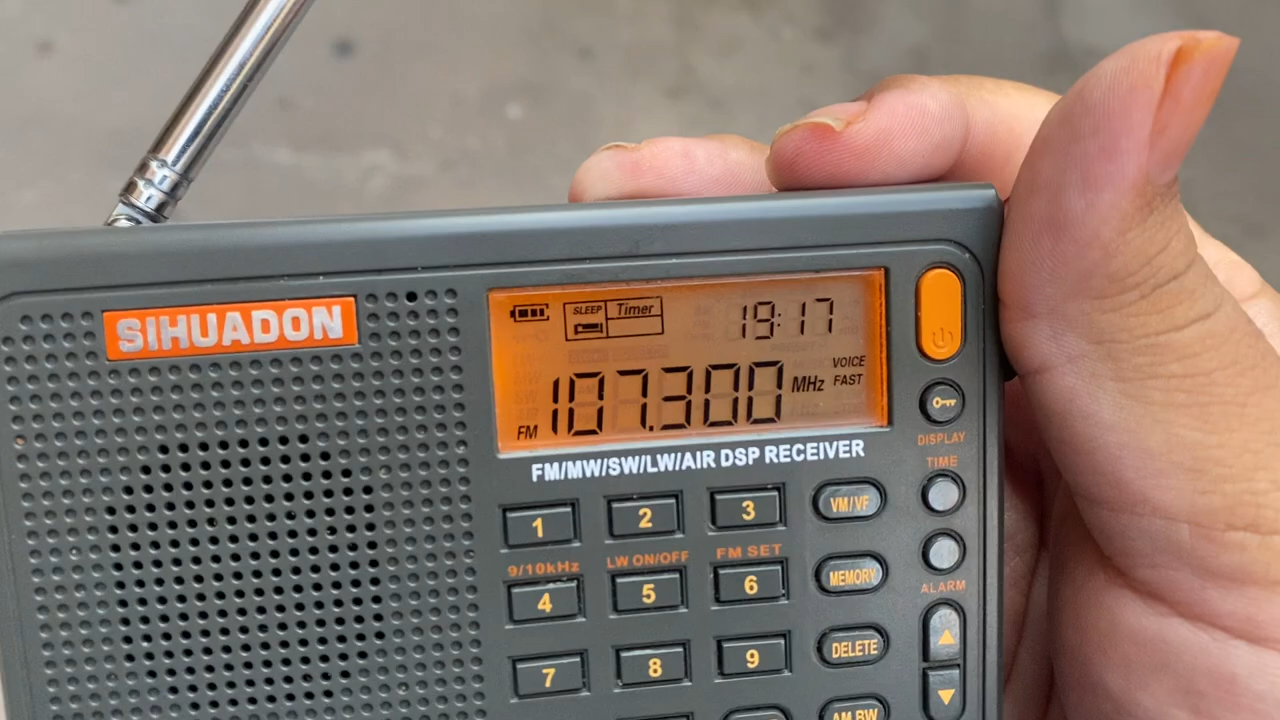 SIHUADON
SLEEP Timer
19:17
VOICE
FAST
FM 107.300 MHz
FM/MW/SW/LW/AIR DSP RECEIVER
DISPLAY
TIME
1 2 3 VM/VF
9/10kHz LW ON/OFF FM SET
4 5 6 MEMORY
ALARM
7 8 9 DELETE
AM BW